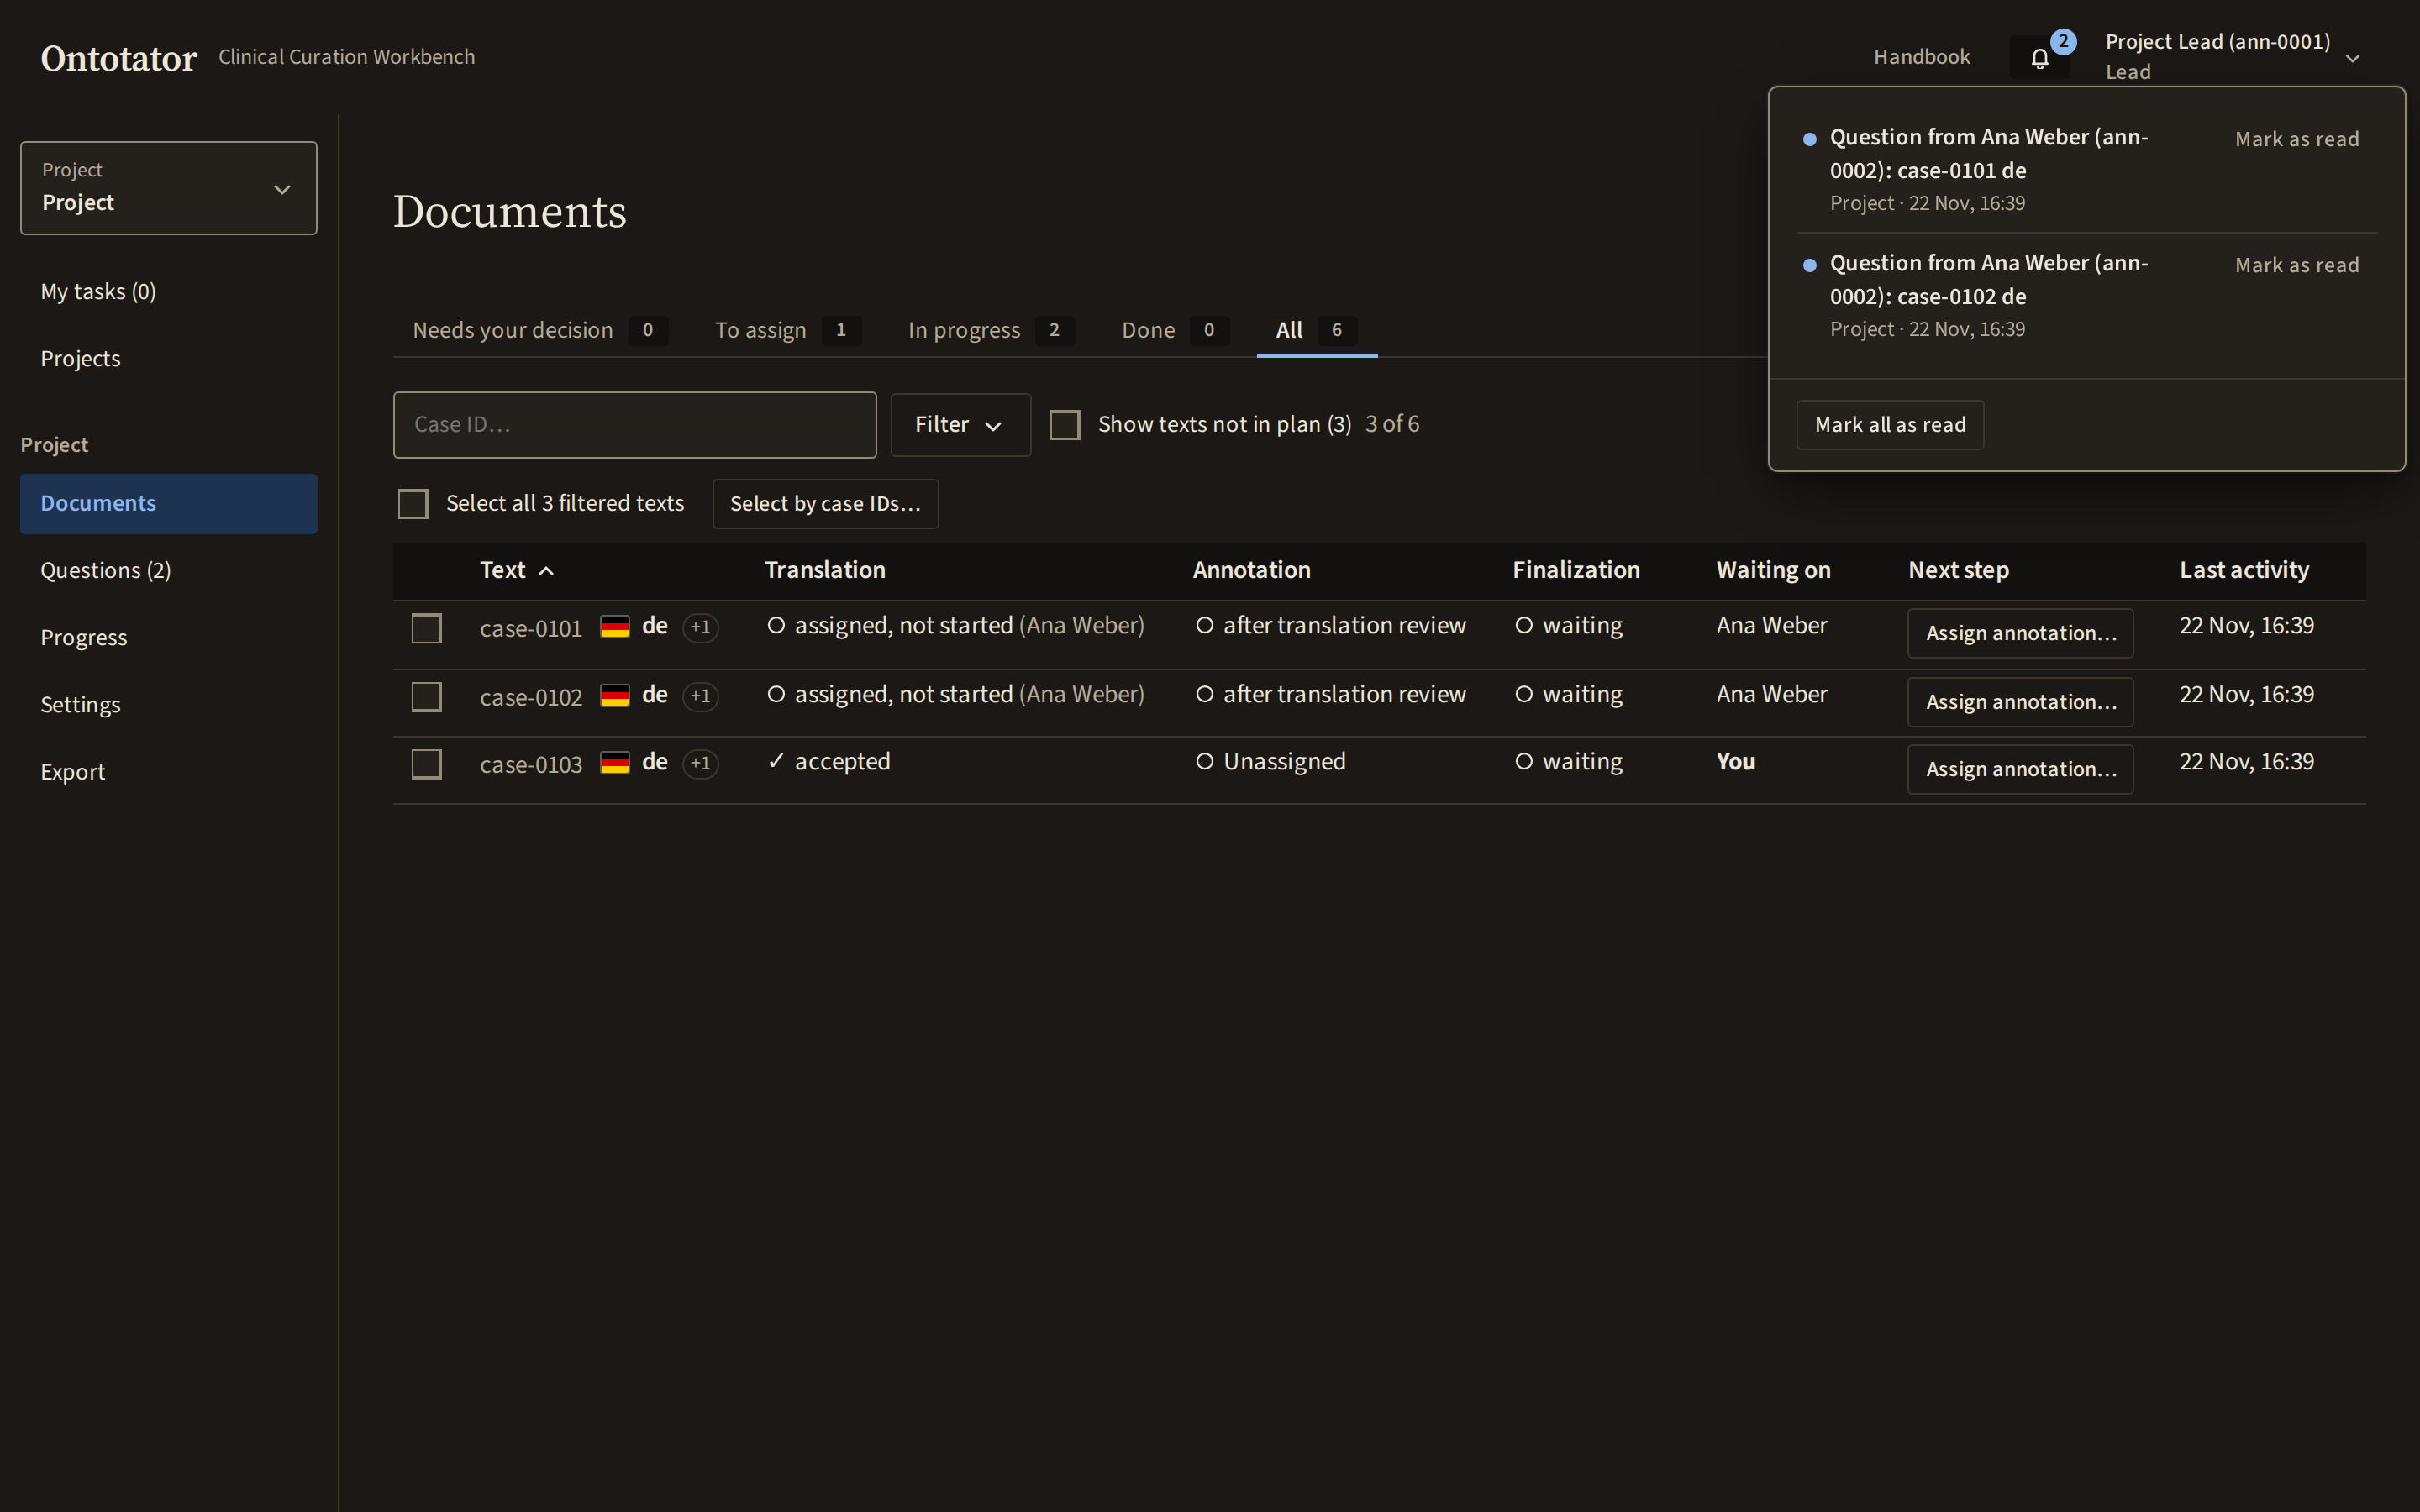 Ontotator Clinical Curation Workbench
Handbook
2
Project Lead (ann-0001)
Lead
Project
Project
My tasks (0)
Projects
Project
Documents
Questions (2)
Progress
Settings
Export
Question from Ana Weber (ann-
0002): case-0101 de
Project · 22 Nov, 16:39
Mark as read
Question from Ana Weber (ann-
0002): case-0102 de
Project · 22 Nov, 16:39
Mark as read
Mark all as read
Documents
Needs your decision 0 To assign 1 In progress 2 Done 0 All 6
Case ID… Filter Show texts not in plan (3) 3 of 6
Select all 3 filtered texts Select by case IDs…
Text Translation Annotation Finalization Waiting on Next step Last activity
case-0101 de +1 assigned, not started (Ana Weber) after translation review waiting Ana Weber Assign annotation… 22 Nov, 16:39
case-0102 de +1 assigned, not started (Ana Weber) after translation review waiting Ana Weber Assign annotation… 22 Nov, 16:39
case-0103 de +1 ✓ accepted Unassigned waiting You Assign annotation… 22 Nov, 16:39